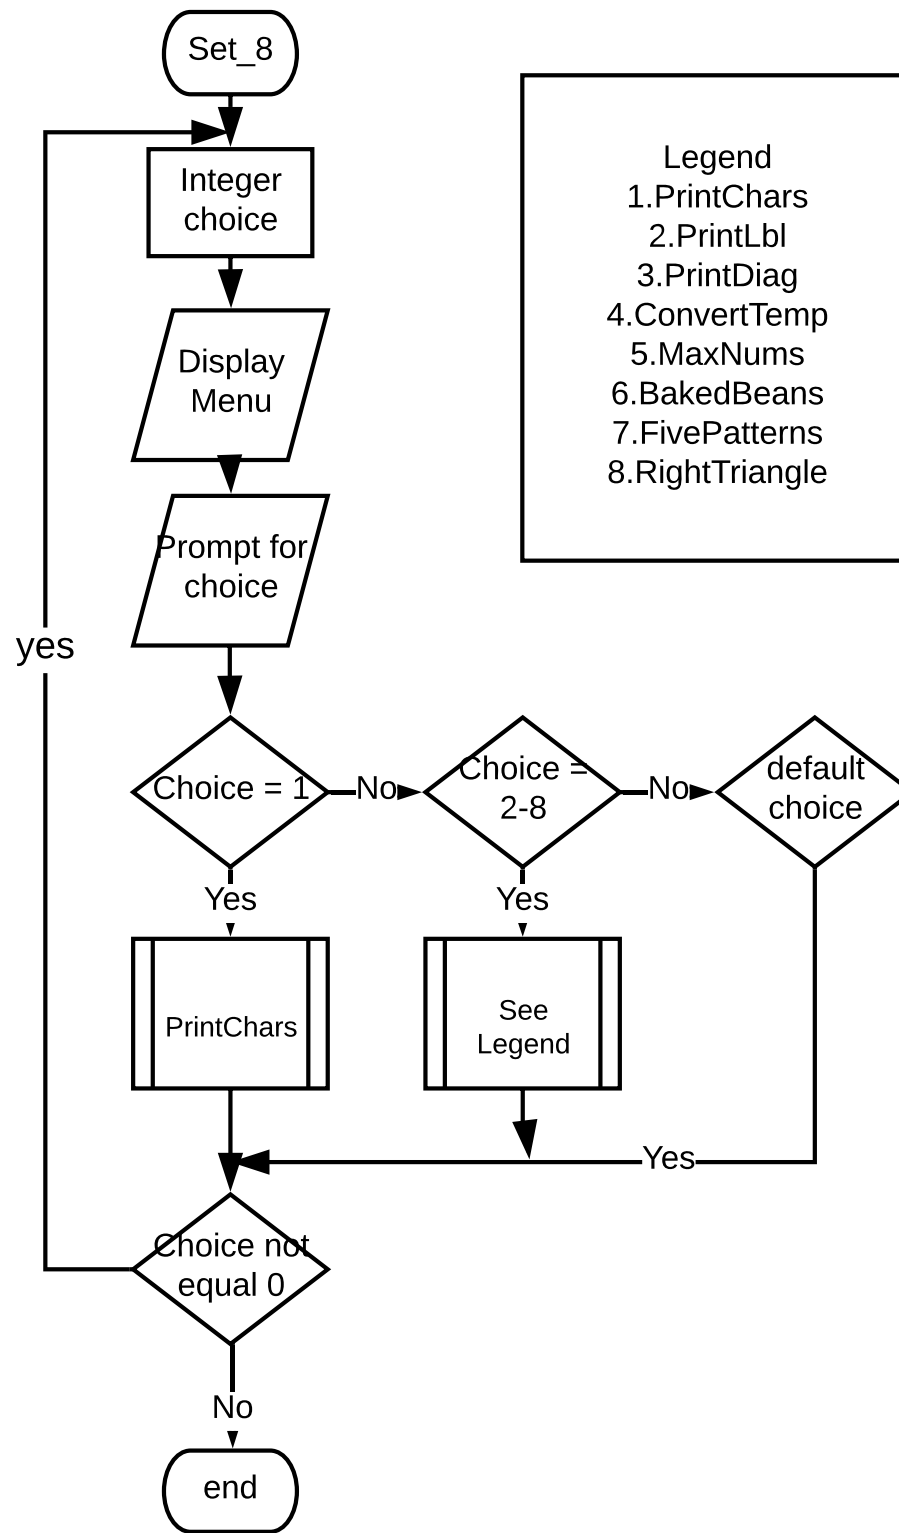 Set_8
Integer
choice
Display
Menu
Prompt for
choice
Legend
1.PrintChars
2.PrintLbl
3.PrintDiag
4.ConvertTemp
5.MaxNums
6.BakedBeans
7.FivePatterns
8.RightTriangle
yes
Choice = 1
No
Choice =
2-8
No
default
choice
Yes
Yes
PrintChars
See
Legend
Yes
Choice not
equal 0
No
end